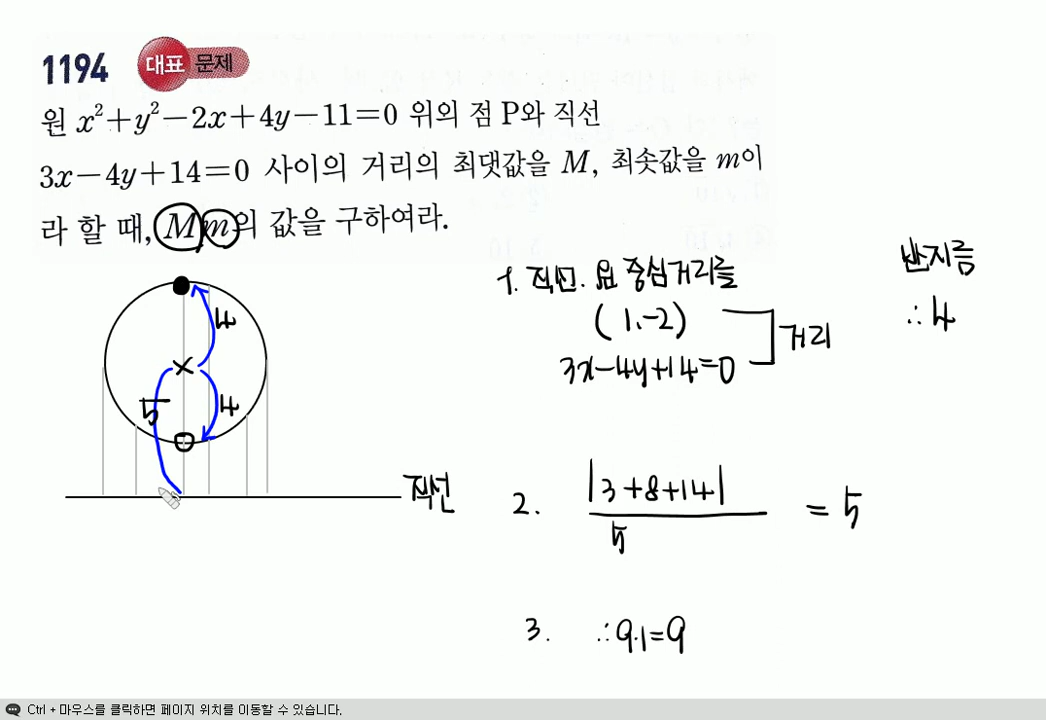 1194 대표 문제
원 x²+y²−2x+4y−11=0 위의 점 P와 직선
3x−4y+14=0 사이의 거리의 최댓값을 M, 최솟값을 m이
라 할 때, Mm의 값을 구하여라.
1. 직선. 요 중심거리를
반지름
(1,-2)
∴ 4
3x-4y+14=0
거리
4
4
5
직선
2. |3+8+14| / 5 = 5
3. ∴ 9·1=9
Ctrl + 마우스를 클릭하면 페이지 위치를 이동할 수 있습니다.